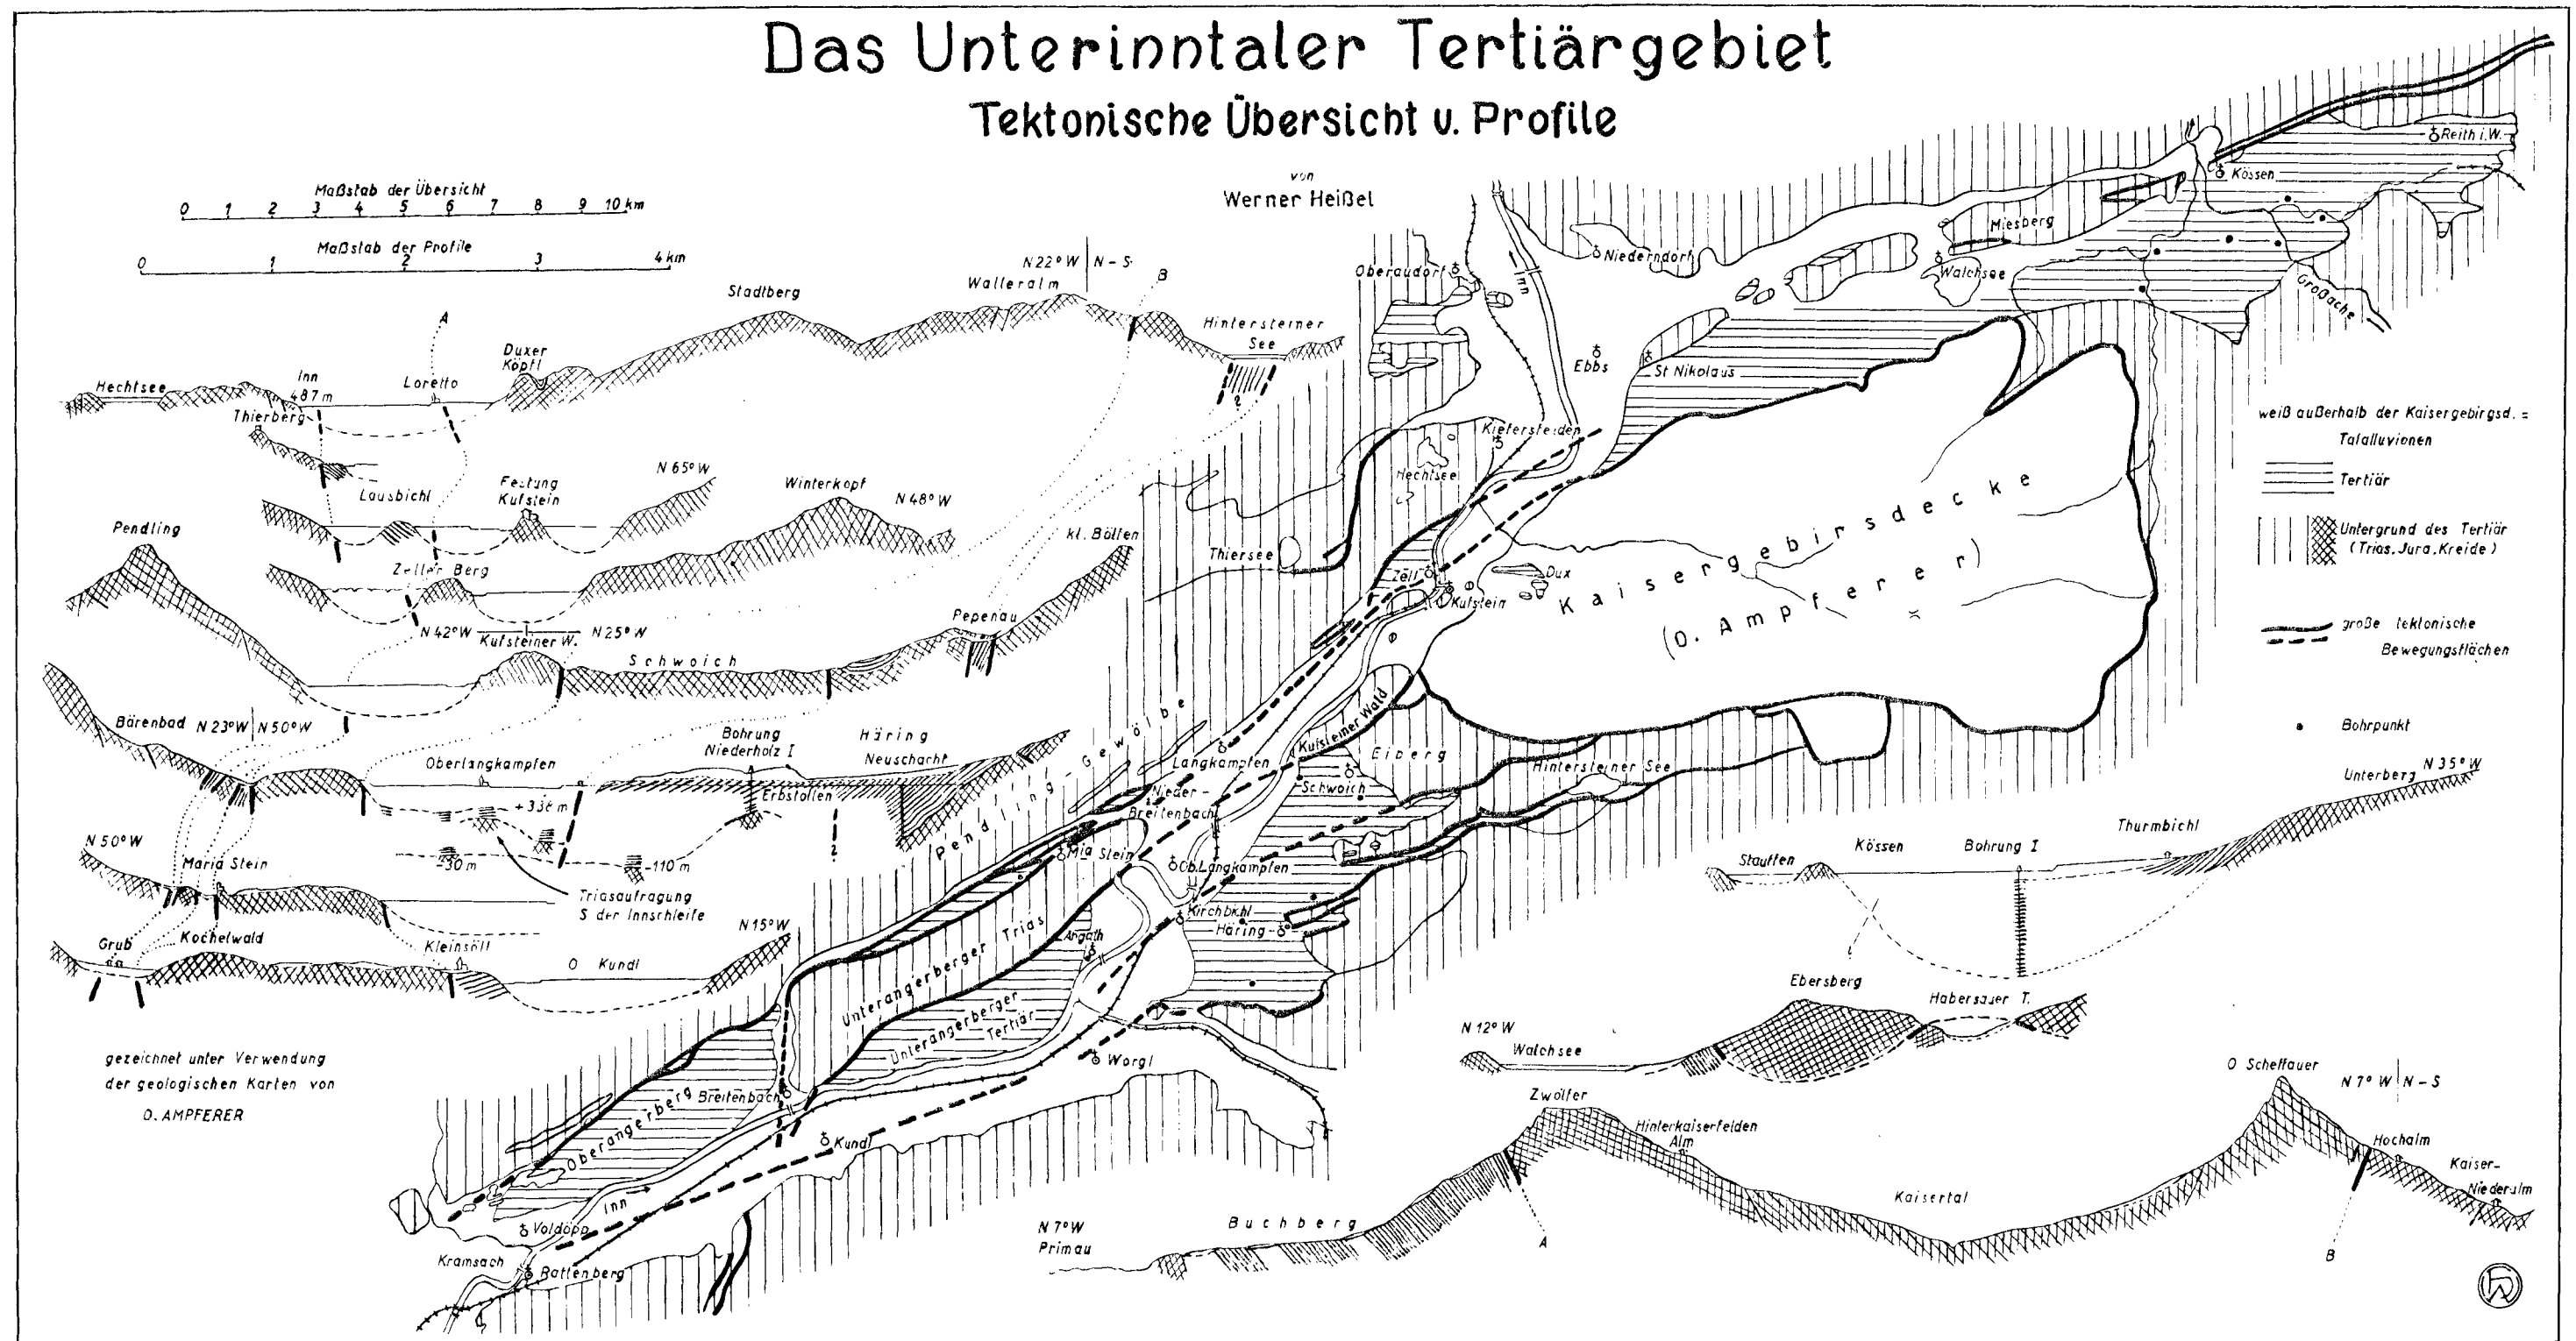 Das Unterinntaler Tertiärgebiet
Tektonische Übersicht u. Profile
von
Werner Heißel
Maßstab der Übersicht
0 1 2 3 4 5 6 7 8 9 10 km
Maßstab der Profile
0 1 2 3 4 km
N 22° W N – S
Walleralm
B
Stadtberg
Hintersteiner
See
A
Duxer
Köpfl
Hechtsee
Inn
487 m
Loretto
?
Thierberg
N 65° W
Lausbichl
Festung
Kufstein
Winterkopf
N 48° W
Pendling
kl. Bölfen
Zeller Berg
Pepenau
N 42° W
Kufsteiner W.
N 25° W
Schwoich
Bärenbad N 23° W N 50° W
Bohrung
Niederholz I
Häring
Neuschacht
Oberlangkampfen
Erbstollen
+336 m
?
-30 m
-110 m
N 50° W
Maria Stein
Triasaufragung
S der Innschleife
N 15° W
Grub
Kochelwald
Kleinsöll
O Kundl
gezeichnet unter Verwendung
der geologischen Karten von
O. AMPFERER
Reith i. W.
Kössen
Miesberg
Niederndorf
Oberaudorf
Walchsee
Inn
Großache
Ebbs
St Nikolaus
Kiefersfelden
Hechtsee
Thiersee
Zell
Dux
Kufstein
Kaisergebirsdecke
(O. Ampferer)
Pendling-Gewölbe
Kufsteiner Wald
Eiberg
Langkampfen
Hintersteiner See
Schwoich
Nieder-
Breitenbach
Mia Stein
Ob. Langkampfen
Kirchbichl
Häring
Angath
Unterangerberger Trias
Unterangerberger
Tertiär
Wörgl
Breitenbach
Oberangerberg
Kundl
Inn
Voldöpp
Kramsach
Rattenberg
weiß außerhalb der Kaisergebirgsd. =
Talalluvionen
Tertiär
Untergrund des Tertiär
(Trias, Jura, Kreide)
große tektonische
Bewegungsflächen
Bohrpunkt
N 35° W
Unterberg
Thurmbichl
Kössen
Bohrung I
Stauffen
Ebersberg
Habersauer T.
N 12° W
Walchsee
O Scheffauer
N 7° W N – S
Zwölfer
Hinterkaiserfelden
Alm
Hochalm
Kaiser-
Niederalm
Kaisertal
N 7° W
Primau
Buchberg
A
B